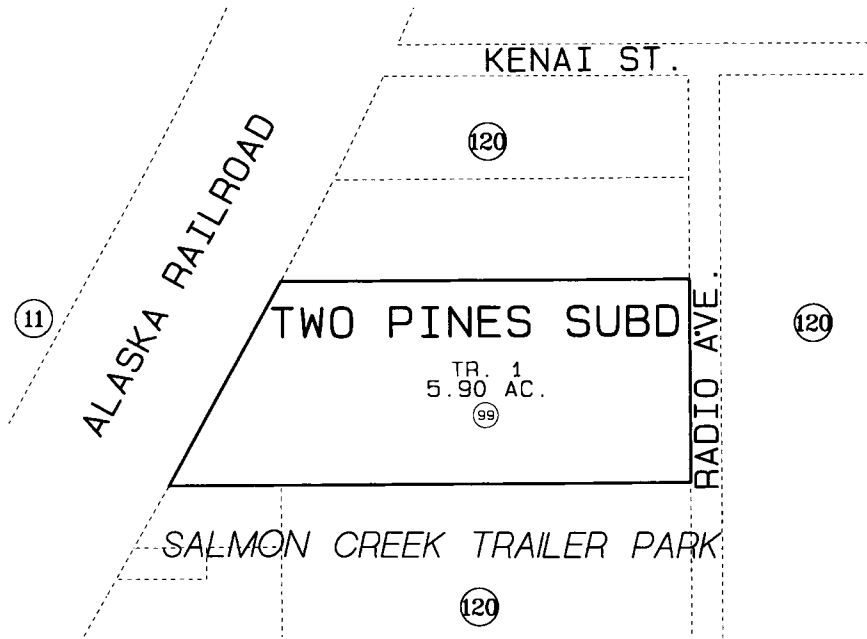 KENAI ST.
120
ALASKA RAILROAD
11
TWO PINES SUBD
TR. 1
5.90 AC.
99
RADIO AVE.
120
SALMON CREEK TRAILER PARK
120